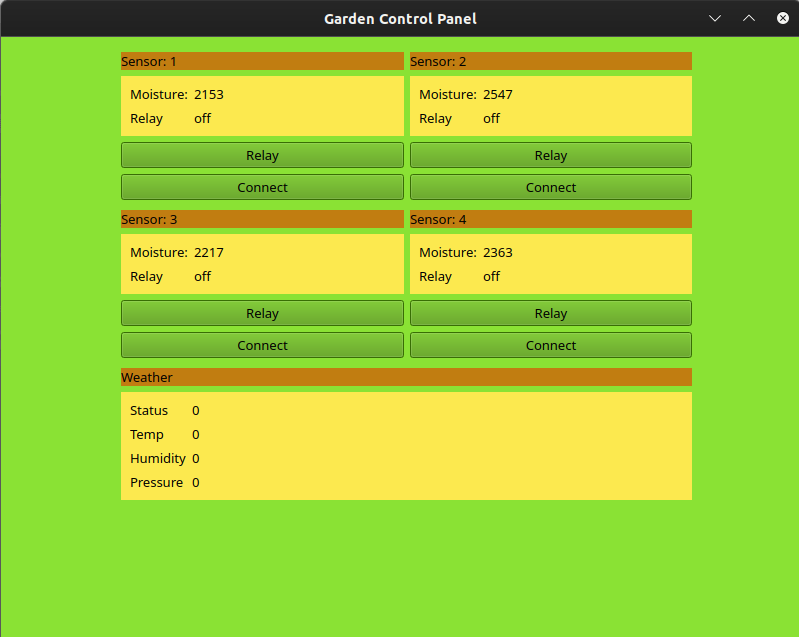 Garden Control Panel
Sensor: 1
Moisture: 2153
Relay off
Relay
Connect
Sensor: 2
Moisture: 2547
Relay off
Relay
Connect
Sensor: 3
Moisture: 2217
Relay off
Relay
Connect
Sensor: 4
Moisture: 2363
Relay off
Relay
Connect
Weather
Status 0
Temp 0
Humidity 0
Pressure 0